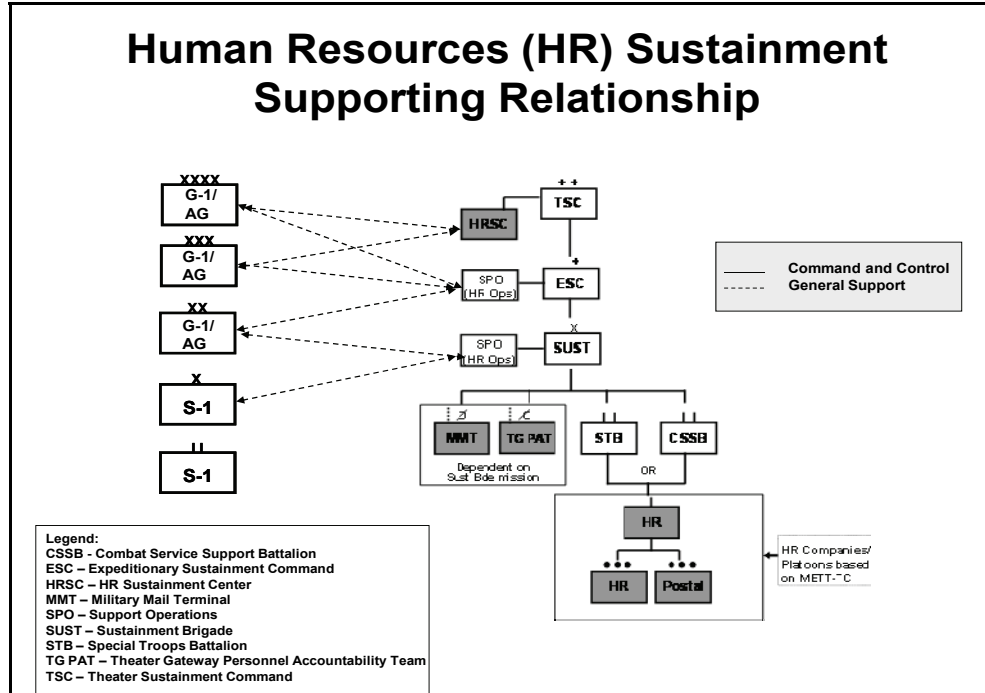 Human Resources (HR) Sustainment
Supporting Relationship
XXXX
G-1/
AG
XXX
G-1/
AG
XX
G-1/
AG
X
S-1
II
S-1
++
TSC
HRSC
+
SPO
(HR Ops)
ESC
X
SPO
(HR Ops)
SUST
MMT
TG PAT
Dependent on
Sust Bde mission
II
STB
II
CSSB
OR
HR
●●●
HR
●●●
Postal
HR Companies/
Platoons based
on METT-TC
Command and Control
General Support
Legend:
CSSB - Combat Service Support Battalion
ESC – Expeditionary Sustainment Command
HRSC – HR Sustainment Center
MMT – Military Mail Terminal
SPO – Support Operations
SUST – Sustainment Brigade
STB – Special Troops Battalion
TG PAT – Theater Gateway Personnel Accountability Team
TSC – Theater Sustainment Command